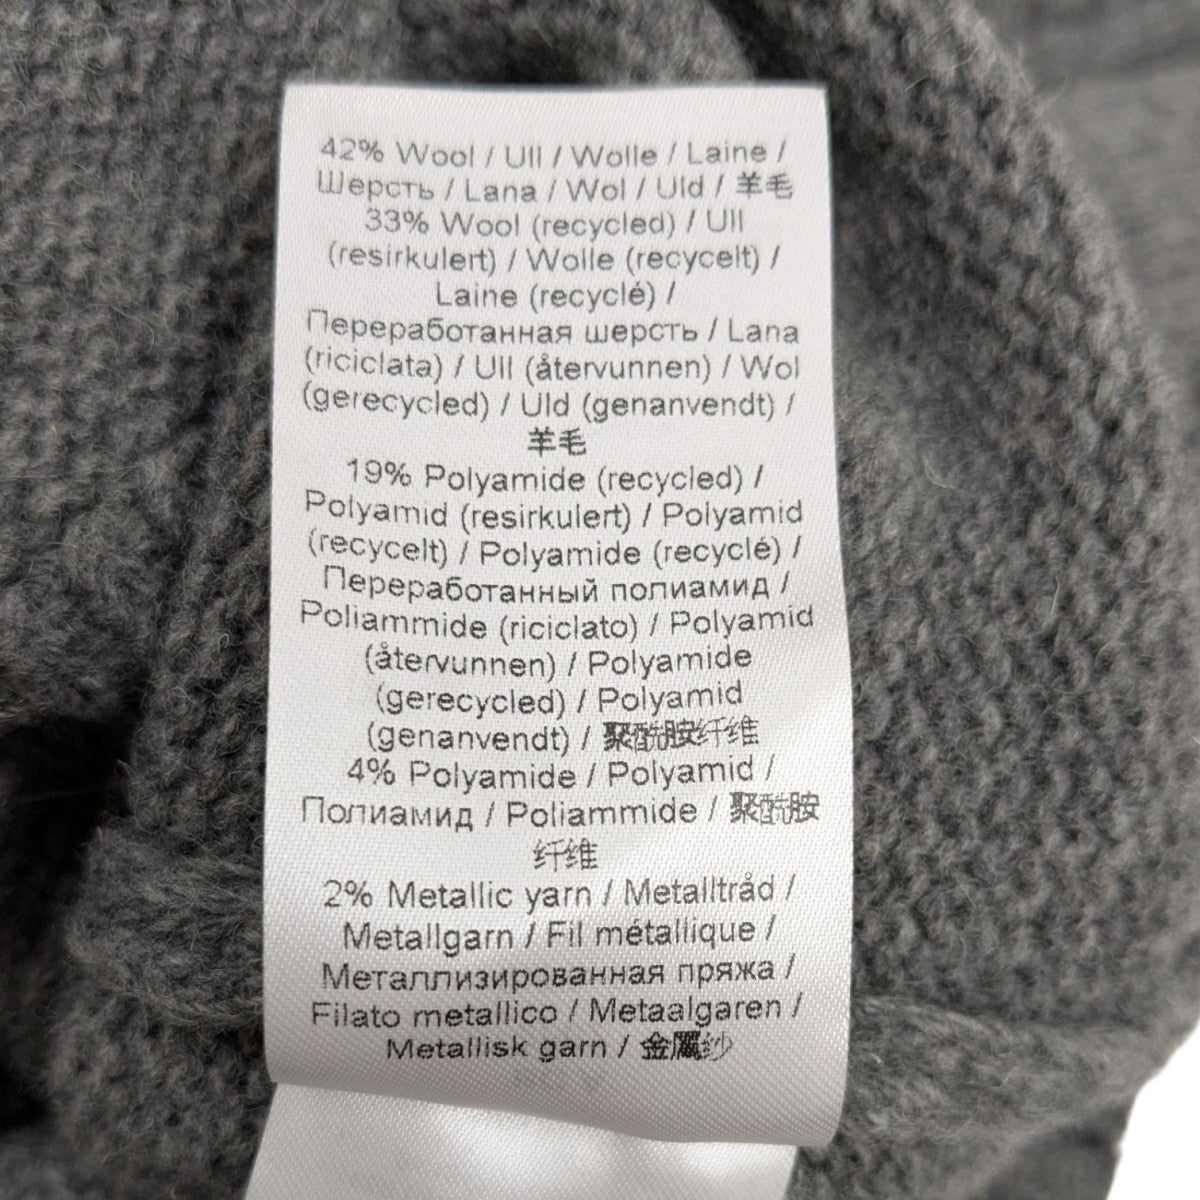 42% Wool / Ull / Wolle / Laine /
Шерсть / Lana / Wol / Uld / 羊毛
33% Wool (recycled) / Ull
(resirkulert) / Wolle (recycelt) /
Laine (recyclé) /
Переработанная шерсть / Lana
(riciclata) / Ull (återvunnen) / Wol
(gerecycled) / Uld (genanvendt) /
羊毛
19% Polyamide (recycled) /
Polyamid (resirkulert) / Polyamid
(recycelt) / Polyamide (recyclé) /
Переработанный полиамид /
Poliammide (riciclato) / Polyamid
(återvunnen) / Polyamide
(gerecycled) / Polyamid
(genanvendt) / 聚酰胺纤维
4% Polyamide / Polyamid /
Полиамид / Poliammide / 聚酰胺
纤维
2% Metallic yarn / Metalltråd /
Metallgarn / Fil métallique /
Металлизированная пряжа /
Filato metallico / Metaalgaren /
Metallisk garn / 金属纱